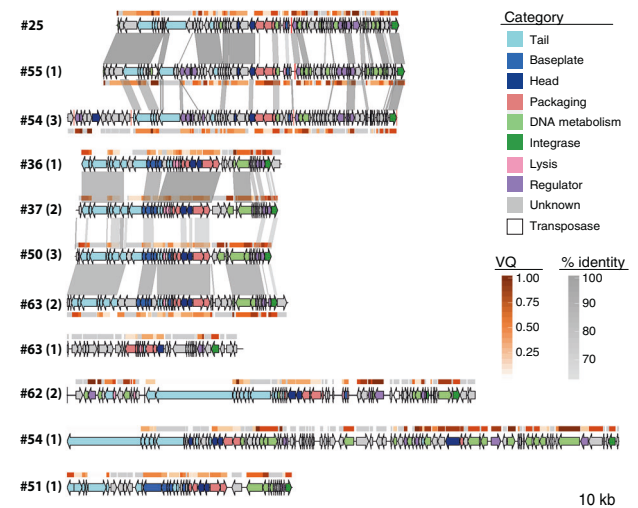 #25
#55 (1)
#54 (3)
#36 (1)
#37 (2)
#50 (3)
#63 (2)
#63 (1)
#62 (2)
#54 (1)
#51 (1)
Category
Tail
Baseplate
Head
Packaging
DNA metabolism
Integrase
Lysis
Regulator
Unknown
Transposase
VQ
1.00
0.75
0.50
0.25
% identity
100
90
80
70
10 kb